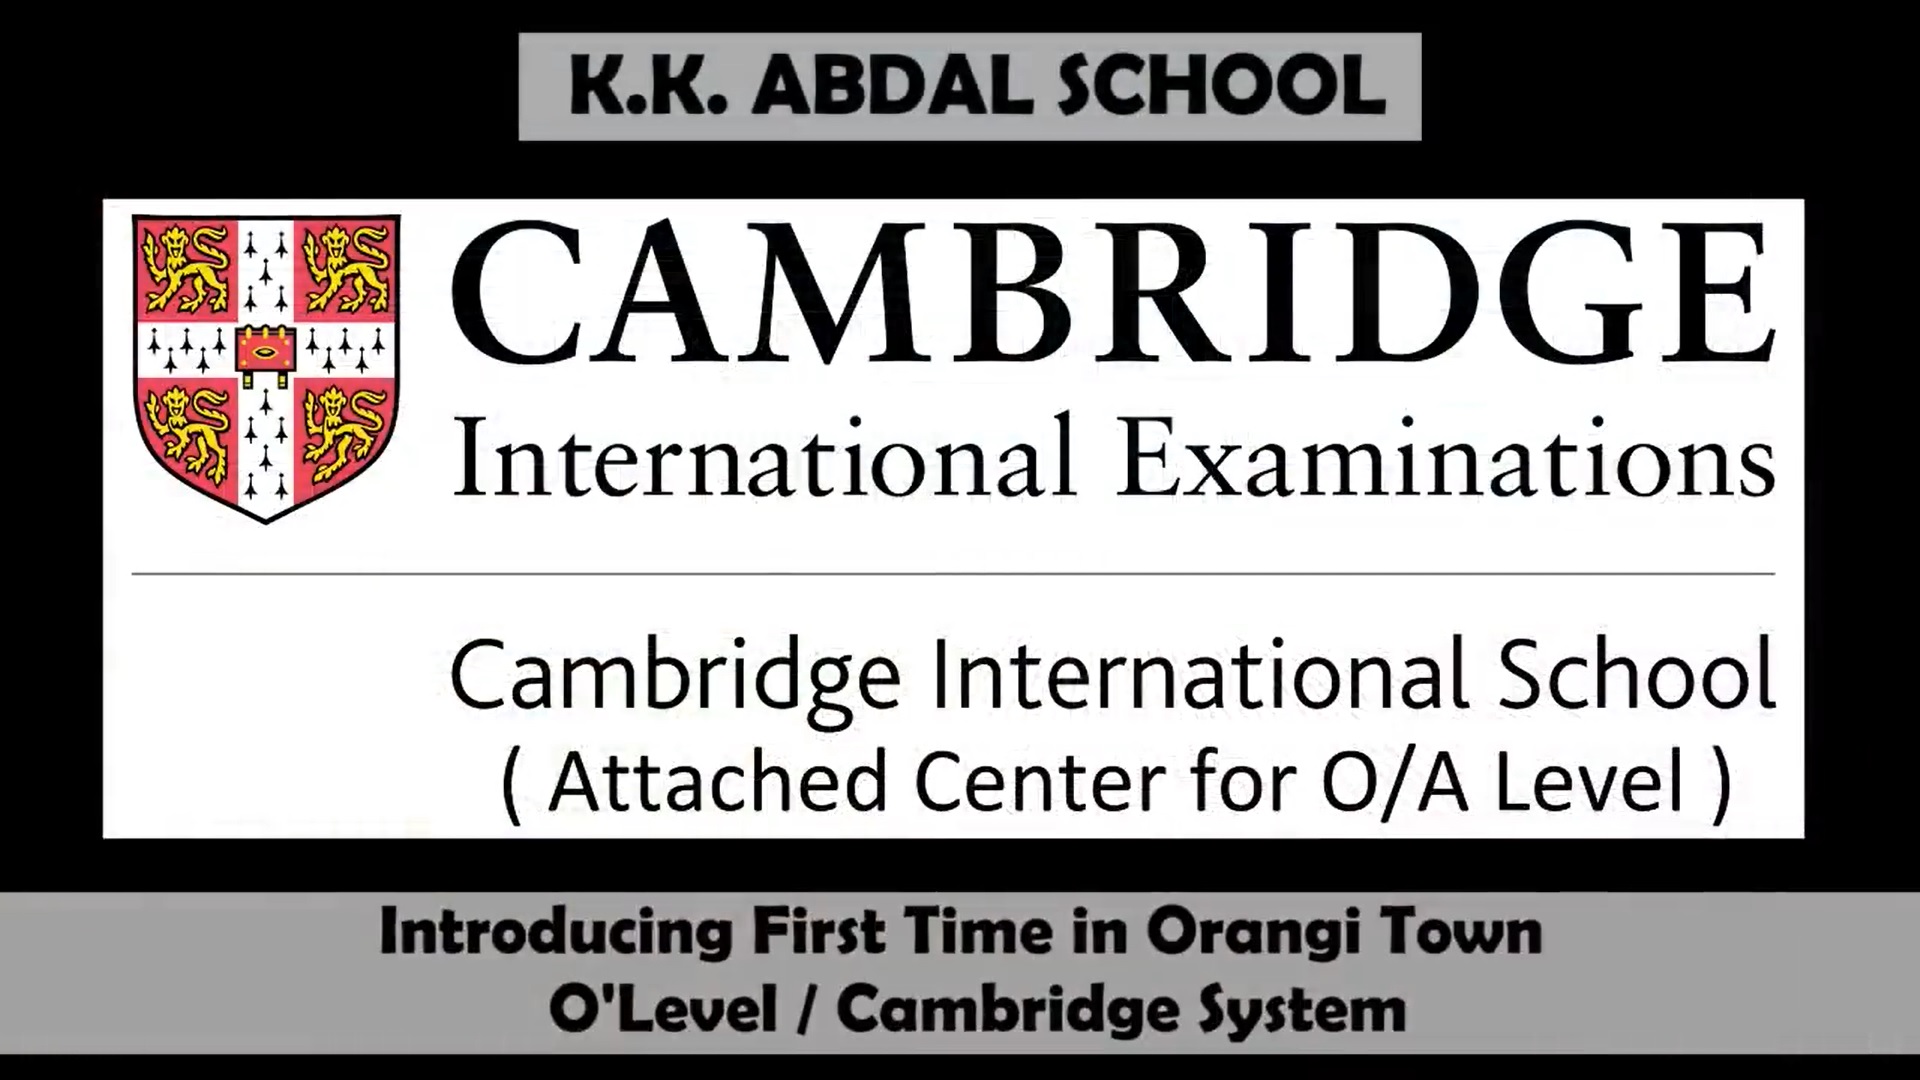 K.K. ABDAL SCHOOL
CAMBRIDGE
International Examinations
Cambridge International School
( Attached Center for O/A Level )
Introducing First Time in Orangi Town
O'Level / Cambridge System